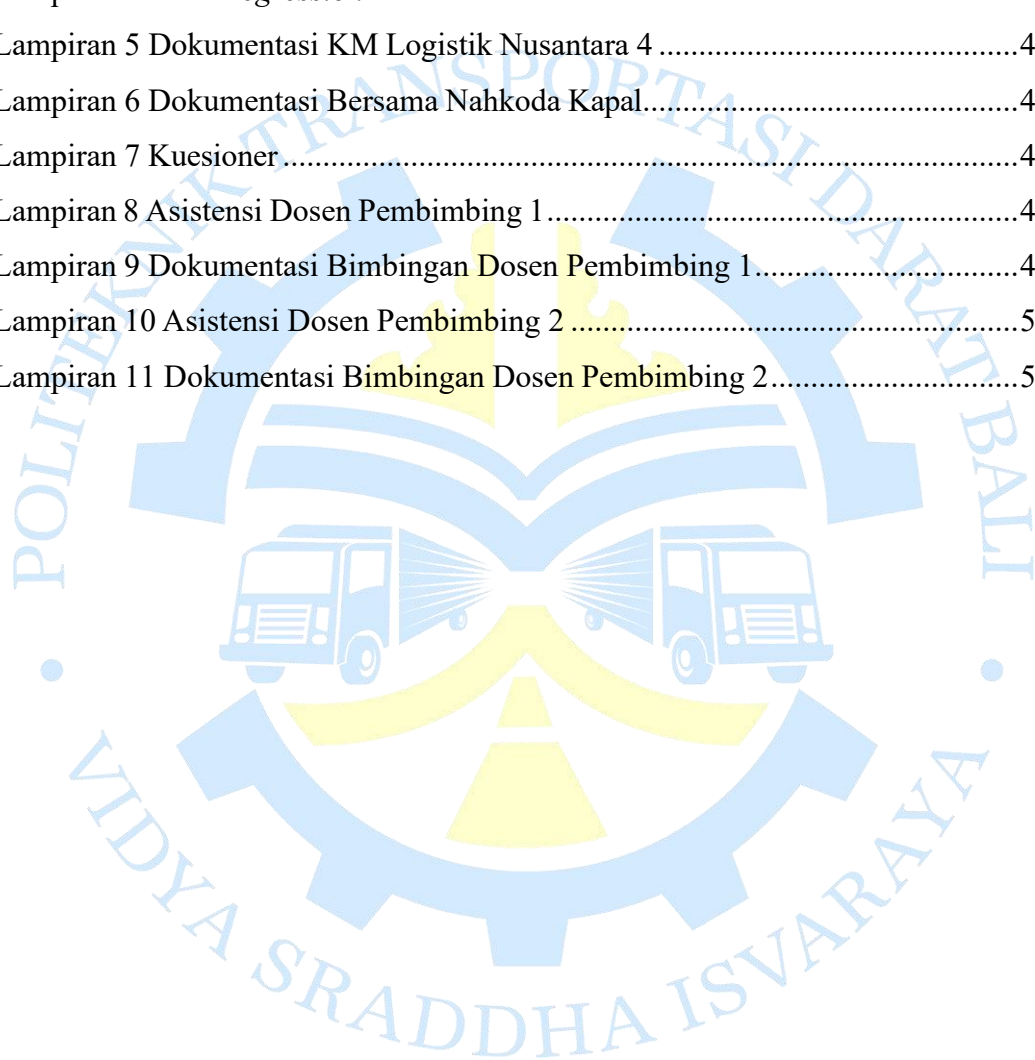 Lampiran 5 Dokumentasi KM Logistik Nusantara 4 ........................................ 4
Lampiran 6 Dokumentasi Bersama Nahkoda Kapal ........................................ 4
Lampiran 7 Kuesioner ........................................ 4
Lampiran 8 Asistensi Dosen Pembimbing 1 ........................................ 4
Lampiran 9 Dokumentasi Bimbingan Dosen Pembimbing 1 ........................................ 4
Lampiran 10 Asistensi Dosen Pembimbing 2 ........................................ 5
Lampiran 11 Dokumentasi Bimbingan Dosen Pembimbing 2 ........................................ 5
POLITEKNIK TRANSPORTASI DARAT BALI
• VIDYA SRADDHA ISVARAYA •